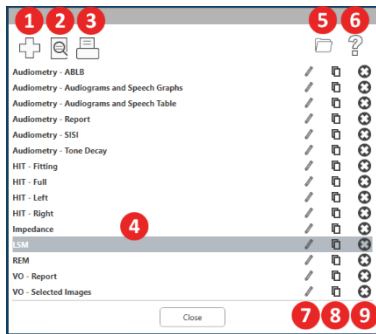 1 2 3 5 6
Audiometry - ABLB
Audiometry - Audiograms and Speech Graphs
Audiometry - Audiograms and Speech Table
Audiometry - Report
Audiometry - SISI
Audiometry - Tone Decay
HIT - Fitting
HIT - Full
HIT - Left
HIT - Right
Impedance 4
LSM
REM
VO - Report
VO - Selected Images
Close
7 8 9